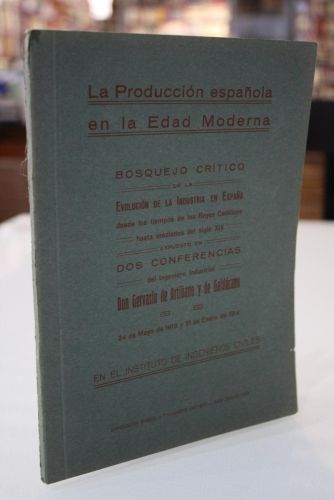 La Producción española
en la Edad Moderna
BOSQUEJO CRÍTICO
DE LA
EVOLUCIÓN DE LA INDUSTRIA EN ESPAÑA
desde los tiempos de los Reyes Católicos
hasta mediados del siglo XIX
EXPUESTO EN
DOS CONFERENCIAS
del Ingeniero Industrial
Don Gervasio de Artíñano y de Galdácano
24 de Mayo de 1913 y 31 de Enero de 1914
EN EL INSTITUTO DE INGENIEROS CIVILES